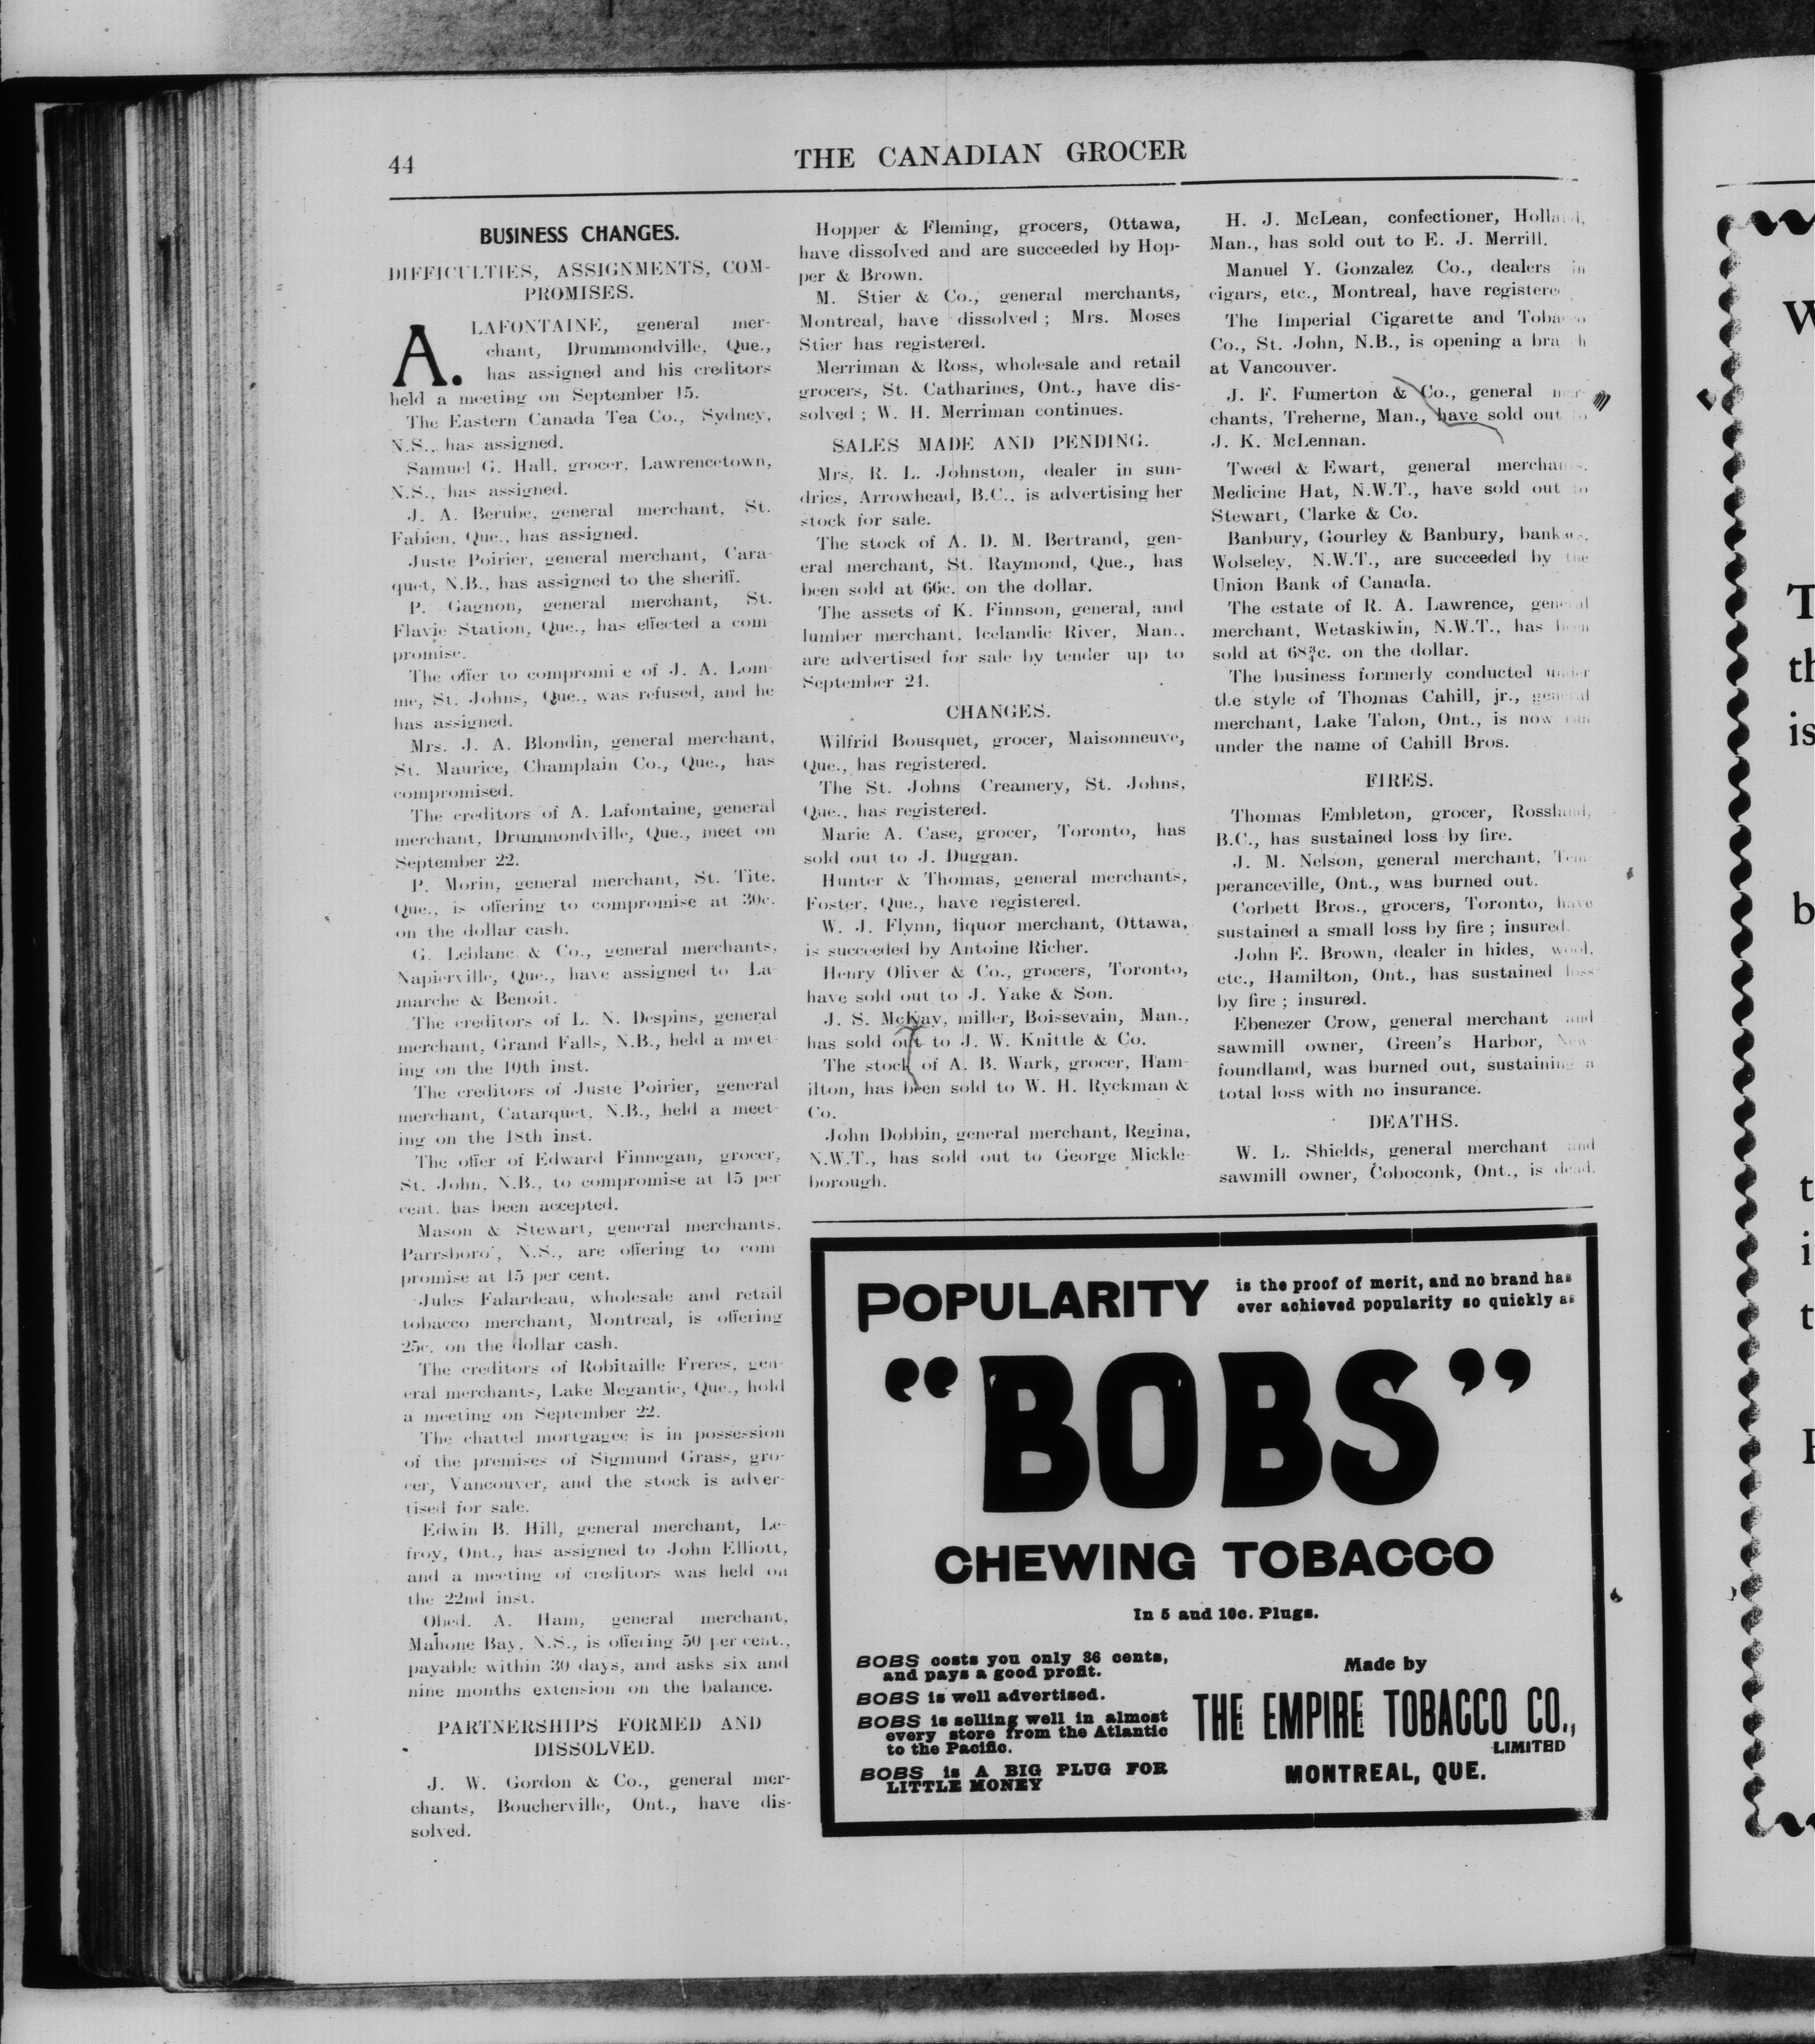 44
THE CANADIAN GROCER
BUSINESS CHANGES.
DIFFICULTIES, ASSIGNMENTS, COM-
PROMISES.
A. LAFONTAINE, general mer-
chant, Drummondville, Que.,
has assigned and his creditors
held a meeting on September 15.
The Eastern Canada Tea Co., Sydney,
N.S., has assigned.
Samuel G. Hall, grocer, Lawrencetown,
N.S., has assigned.
J. A. Berube, general merchant, St.
Fabien, Que., has assigned.
Juste Poirier, general merchant, Cara-
quet, N.B., has assigned to the sheriff.
P. Gagnon, general merchant, St.
Flavie Station, Que., has effected a com-
promise.
The offer to compromi e of J. A. Lom-
me, St. Johns, Que., was refused, and he
has assigned.
Mrs. J. A. Blondin, general merchant,
St. Maurice, Champlain Co., Que., has
compromised.
The creditors of A. Lafontaine, general
merchant, Drummondville, Que., meet on
September 22.
P. Morin, general merchant, St. Tite,
Que., is offering to compromise at 30c.
on the dollar cash.
G. Leblanc & Co., general merchants,
Napierville, Que., have assigned to La-
marche & Benoit.
The creditors of L. N. Despins, general
merchant, Grand Falls, N.B., held a meet-
ing on the 10th inst.
The creditors of Juste Poirier, general
merchant, Catarquet, N.B., held a meet-
ing on the 18th inst.
The offer of Edward Finnegan, grocer,
St. John, N.B., to compromise at 15 per
cent. has been accepted.
Mason & Stewart, general merchants,
Parrsboro', N.S., are offering to com-
promise at 15 per cent.
Jules Falardeau, wholesale and retail
tobacco merchant, Montreal, is offering
25c. on the dollar cash.
The creditors of Robitaille Freres, gen-
eral merchants, Lake Megantic, Que., hold
a meeting on September 22.
The chattel mortgagee is in possession
of the premises of Sigmund Grass, gro-
cer, Vancouver, and the stock is adver-
tised for sale.
Edwin B. Hill, general merchant, Le-
froy, Ont., has assigned to John Elliott,
and a meeting of creditors was held on
the 22nd inst.
Obed. A. Ham, general merchant,
Mahone Bay, N.S., is offering 50 per cent.,
payable within 30 days, and asks six and
nine months extension on the balance.
PARTNERSHIPS FORMED AND
DISSOLVED.
J. W. Gordon & Co., general mer-
chants, Boucherville, Ont., have dis-
solved.
Hopper & Fleming, grocers, Ottawa,
have dissolved and are succeeded by Hop-
per & Brown.
M. Stier & Co., general merchants,
Montreal, have dissolved ; Mrs. Moses
Stier has registered.
Merriman & Ross, wholesale and retail
grocers, St. Catharines, Ont., have dis-
solved ; W. H. Merriman continues.
SALES MADE AND PENDING.
Mrs. R. L. Johnston, dealer in sun-
dries, Arrowhead, B.C., is advertising her
stock for sale.
The stock of A. D. M. Bertrand, gen-
eral merchant, St. Raymond, Que., has
been sold at 66c. on the dollar.
The assets of K. Finnson, general, and
lumber merchant, Icelandic River, Man.,
are advertised for sale by tender up to
September 24.
CHANGES.
Wilfrid Bousquet, grocer, Maisonneuve,
Que., has registered.
The St. Johns Creamery, St. Johns,
Que., has registered.
Marie A. Case, grocer, Toronto, has
sold out to J. Duggan.
Hunter & Thomas, general merchants,
Foster, Que., have registered.
W. J. Flynn, liquor merchant, Ottawa,
is succeeded by Antoine Richer.
Henry Oliver & Co., grocers, Toronto,
have sold out to J. Yake & Son.
J. S. McKay, miller, Boissevain, Man.,
has sold out to J. W. Knittle & Co.
The stock of A. B. Wark, grocer, Ham-
ilton, has been sold to W. H. Ryckman &
Co.
John Dobbin, general merchant, Regina,
N.W.T., has sold out to George Mickle-
borough.
H. J. McLean, confectioner, Holland,
Man., has sold out to E. J. Merrill.
Manuel Y. Gonzalez Co., dealers in
cigars, etc., Montreal, have registered
The Imperial Cigarette and Tobacco
Co., St. John, N.B., is opening a branch
at Vancouver.
J. F. Fumerton & Co., general mer-
chants, Treherne, Man., have sold out to
J. K. McLennan.
Tweed & Ewart, general merchants,
Medicine Hat, N.W.T., have sold out to
Stewart, Clarke & Co.
Banbury, Gourley & Banbury, bankers,
Wolseley, N.W.T., are succeeded by the
Union Bank of Canada.
The estate of R. A. Lawrence, general
merchant, Wetaskiwin, N.W.T., has been
sold at 68¾c. on the dollar.
The business formerly conducted under
the style of Thomas Cahill, jr., general
merchant, Lake Talon, Ont., is now run
under the name of Cahill Bros.
FIRES.
Thomas Embleton, grocer, Rossland,
B.C., has sustained loss by fire.
J. M. Nelson, general merchant, Tem-
peranceville, Ont., was burned out.
Corbett Bros., grocers, Toronto, have
sustained a small loss by fire ; insured.
John E. Brown, dealer in hides, wool,
etc., Hamilton, Ont., has sustained loss
by fire ; insured.
Ebenezer Crow, general merchant and
sawmill owner, Green's Harbor, New-
foundland, was burned out, sustaining a
total loss with no insurance.
DEATHS.
W. L. Shields, general merchant and
sawmill owner, Coboconk, Ont., is dead.
POPULARITY is the proof of merit, and no brand has
ever achieved popularity so quickly as
"BOBS"
CHEWING TOBACCO
In 5 and 10c. Plugs.
BOBS costs you only 36 cents,
and pays a good profit.
BOBS is well advertised.
BOBS is selling well in almost
every store from the Atlantic
to the Pacific.
BOBS is A BIG PLUG FOR
LITTLE MONEY
Made by
THE EMPIRE TOBACCO CO.,
LIMITED
MONTREAL, QUE.